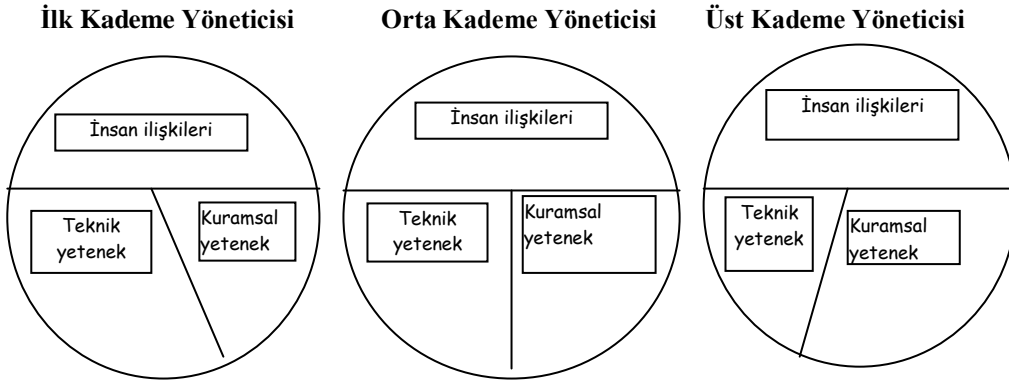 İlk Kademe Yöneticisi
Orta Kademe Yöneticisi
Üst Kademe Yöneticisi
İnsan ilişkileri
Teknik
yetenek
Kuramsal
yetenek
İnsan ilişkileri
Teknik
yetenek
Kuramsal
yetenek
İnsan ilişkileri
Teknik
yetenek
Kuramsal
yetenek